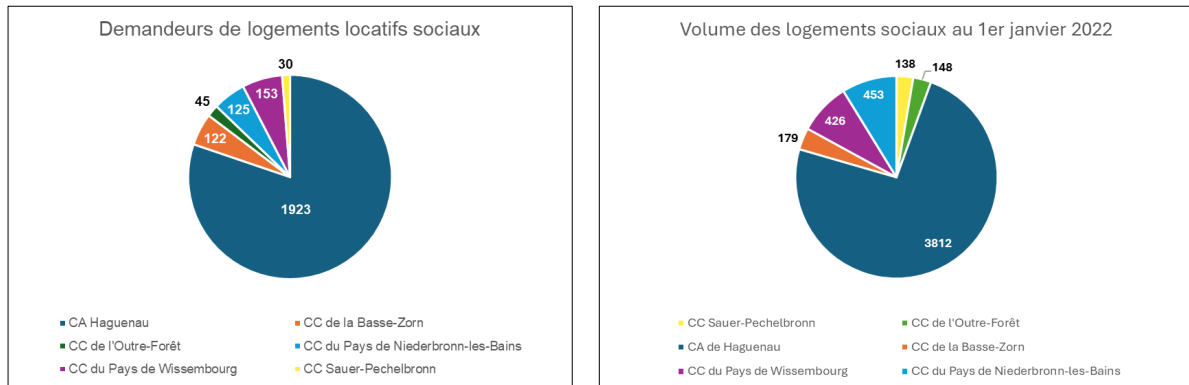 Demandeurs de logements locatifs sociaux
30
153
125
45
122
1923
CA Haguenau
CC de la Basse-Zorn
CC de l'Outre-Forêt
CC du Pays de Niederbronn-les-Bains
CC du Pays de Wissembourg
CC Sauer-Pechelbronn
Volume des logements sociaux au 1er janvier 2022
138
148
453
426
179
3812
CC Sauer-Pechelbronn
CC de l'Outre-Forêt
CA de Haguenau
CC de la Basse-Zorn
CC du Pays de Wissembourg
CC du Pays de Niederbronn-les-Bains